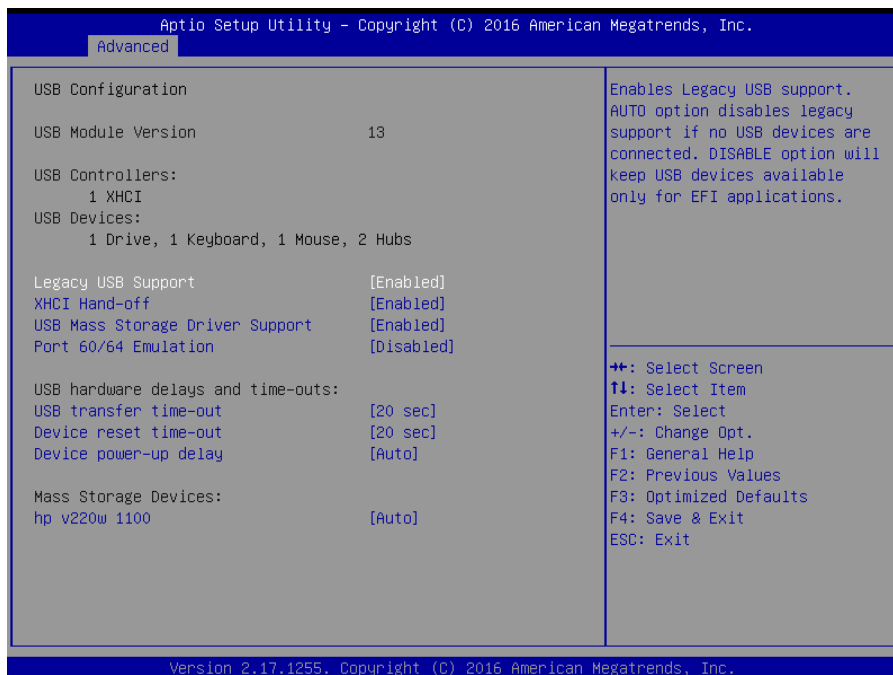 Aptio Setup Utility – Copyright (C) 2016 American Megatrends, Inc.
Advanced
USB Configuration
USB Module Version 13
USB Controllers:
1 XHCI
USB Devices:
1 Drive, 1 Keyboard, 1 Mouse, 2 Hubs
Legacy USB Support [Enabled]
XHCI Hand-off [Enabled]
USB Mass Storage Driver Support [Enabled]
Port 60/64 Emulation [Disabled]
USB hardware delays and time-outs:
USB transfer time-out [20 sec]
Device reset time-out [20 sec]
Device power-up delay [Auto]
Mass Storage Devices:
hp v220w 1100 [Auto]
Enables Legacy USB support.
AUTO option disables legacy
support if no USB devices are
connected. DISABLE option will
keep USB devices available
only for EFI applications.
→←: Select Screen
↑↓: Select Item
Enter: Select
+/-: Change Opt.
F1: General Help
F2: Previous Values
F3: Optimized Defaults
F4: Save & Exit
ESC: Exit
Version 2.17.1255. Copyright (C) 2016 American Megatrends, Inc.